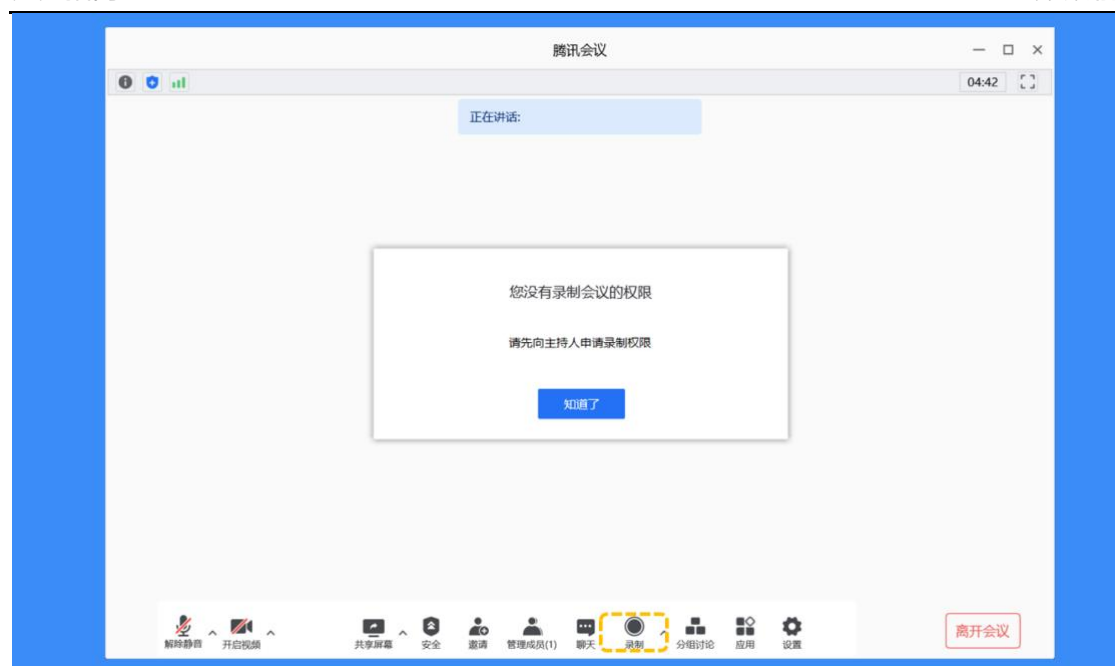 腾讯会议
04:42
正在讲话:
您没有录制会议的权限
请先向主持人申请录制权限
知道了
解除静音 开启视频 共享屏幕 安全 邀请 管理成员(1) 聊天 录制 分组讨论 应用 设置 离开会议